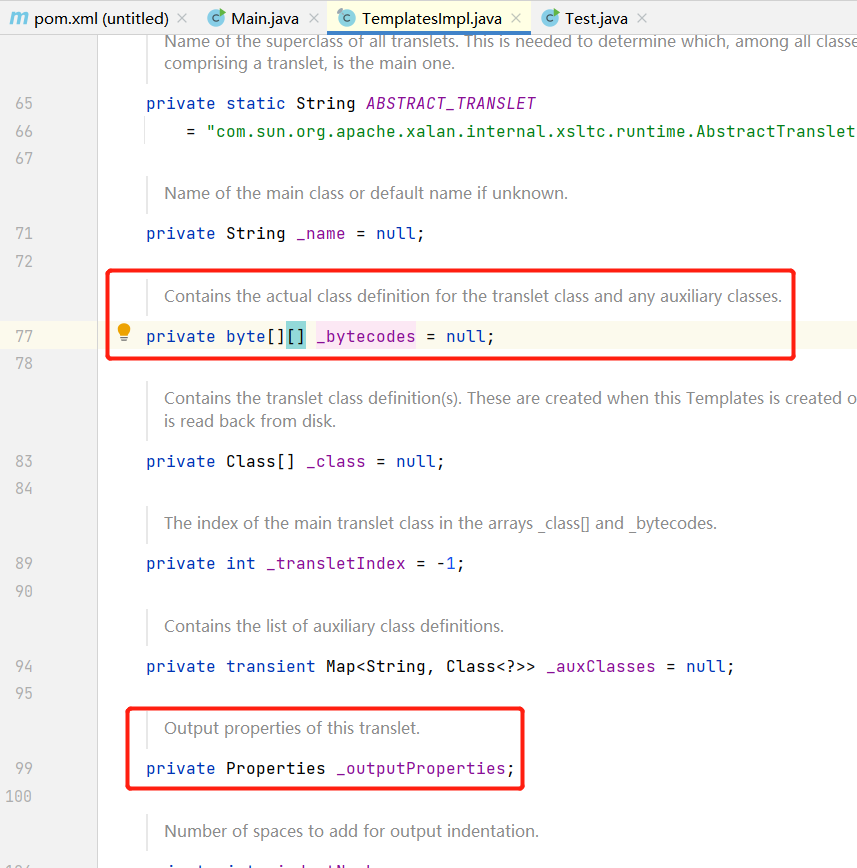 pom.xml (untitled) Main.java TemplatesImpl.java Test.java
Name of the superclass of all translets. This is needed to determine which, among all classe
comprising a translet, is the main one.
65 private static String ABSTRACT_TRANSLET
66 = "com.sun.org.apache.xalan.internal.xsltc.runtime.AbstractTranslet
67
Name of the main class or default name if unknown.
71 private String _name = null;
72
Contains the actual class definition for the translet class and any auxiliary classes.
77 private byte[][] _bytecodes = null;
78
Contains the translet class definition(s). These are created when this Templates is created o
is read back from disk.
83 private Class[] _class = null;
84
The index of the main translet class in the arrays _class[] and _bytecodes.
89 private int _transletIndex = -1;
90
Contains the list of auxiliary class definitions.
94 private transient Map<String, Class<?>> _auxClasses = null;
95
Output properties of this translet.
99 private Properties _outputProperties;
100
Number of spaces to add for output indentation.